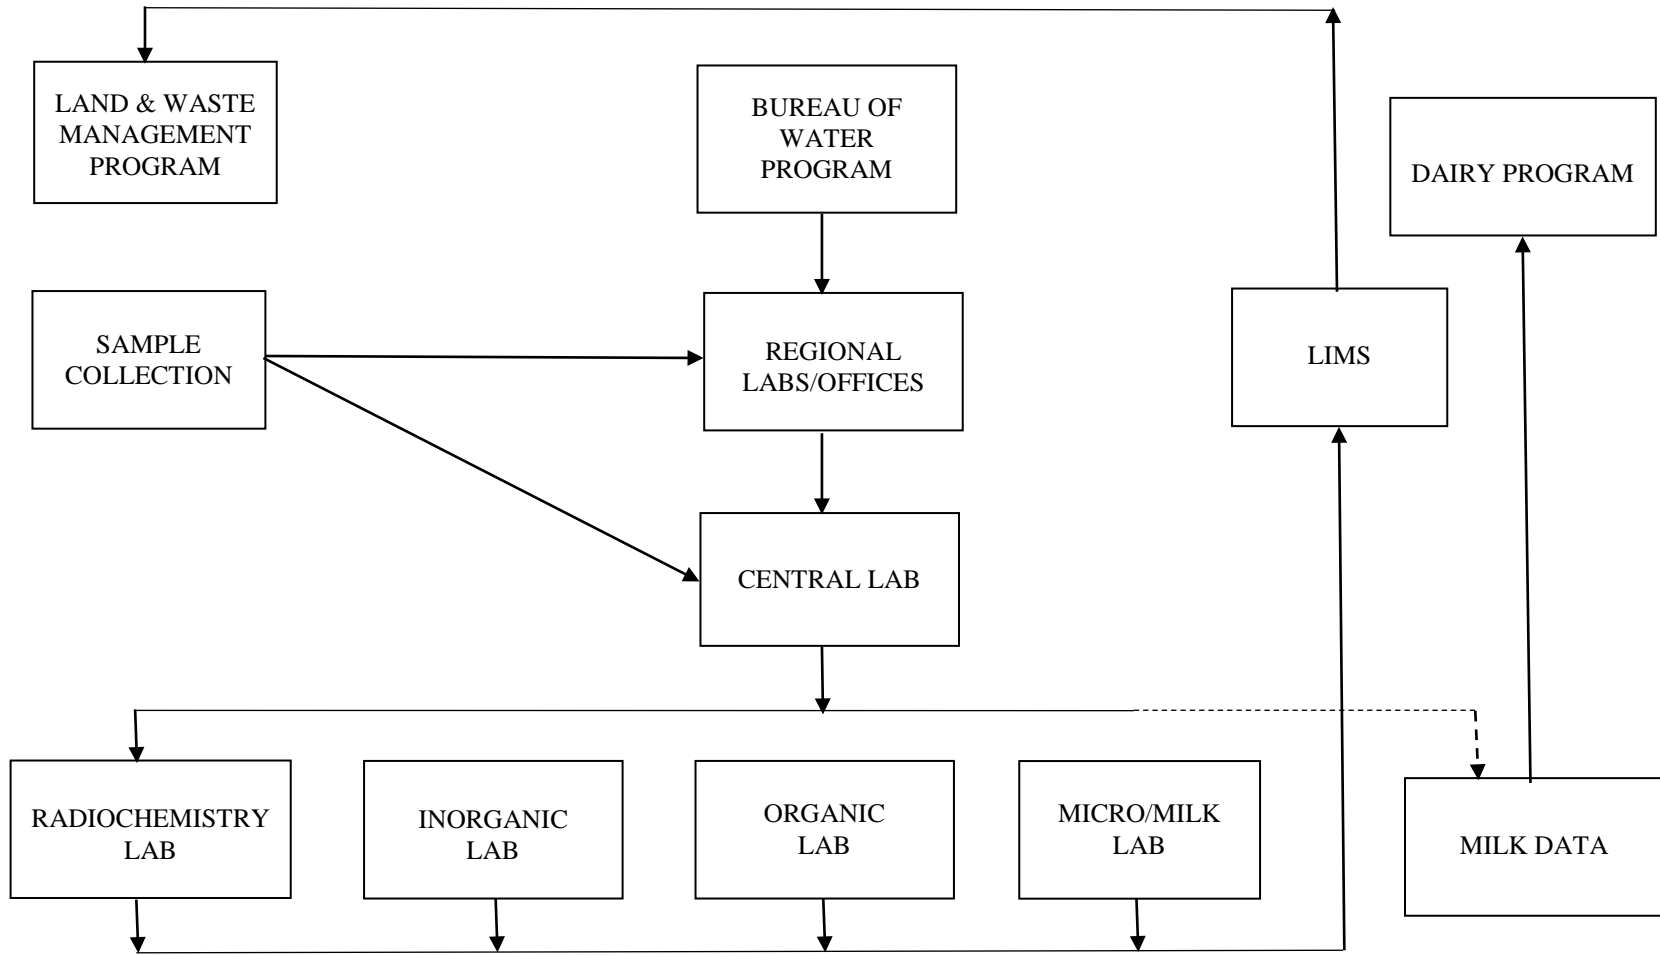 LAND & WASTE
MANAGEMENT
PROGRAM
BUREAU OF
WATER
PROGRAM
DAIRY PROGRAM
SAMPLE
COLLECTION
REGIONAL
LABS/OFFICES
LIMS
CENTRAL LAB
RADIOCHEMISTRY
LAB
INORGANIC
LAB
ORGANIC
LAB
MICRO/MILK
LAB
MILK DATA